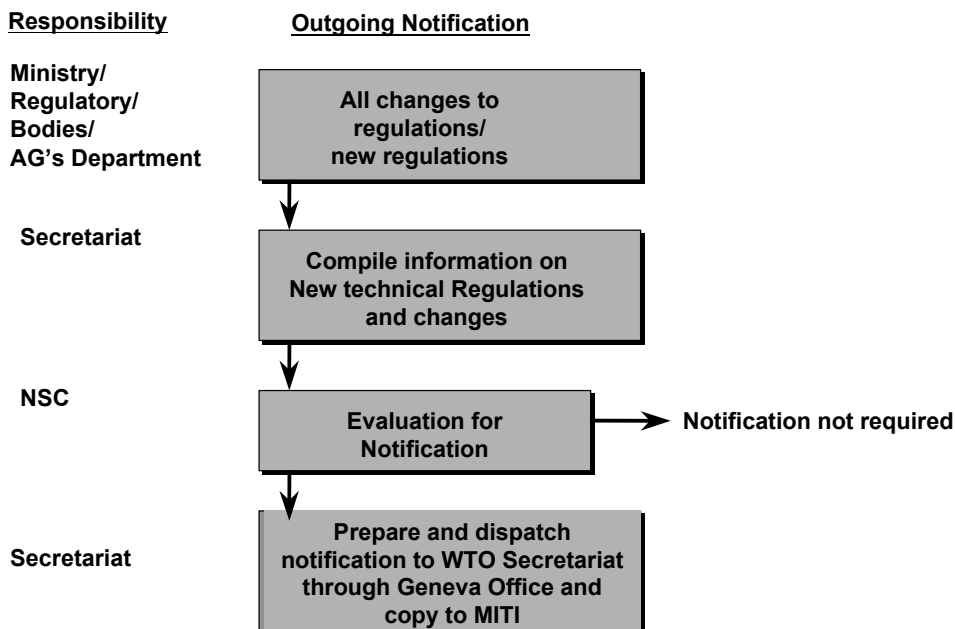 Responsibility
Outgoing Notification
Ministry/
Regulatory/
Bodies/
AG's Department
All changes to
regulations/
new regulations
Secretariat
Compile information on
New technical Regulations
and changes
NSC
Evaluation for
Notification
Notification not required
Secretariat
Prepare and dispatch
notification to WTO Secretariat
through Geneva Office and
copy to MITI